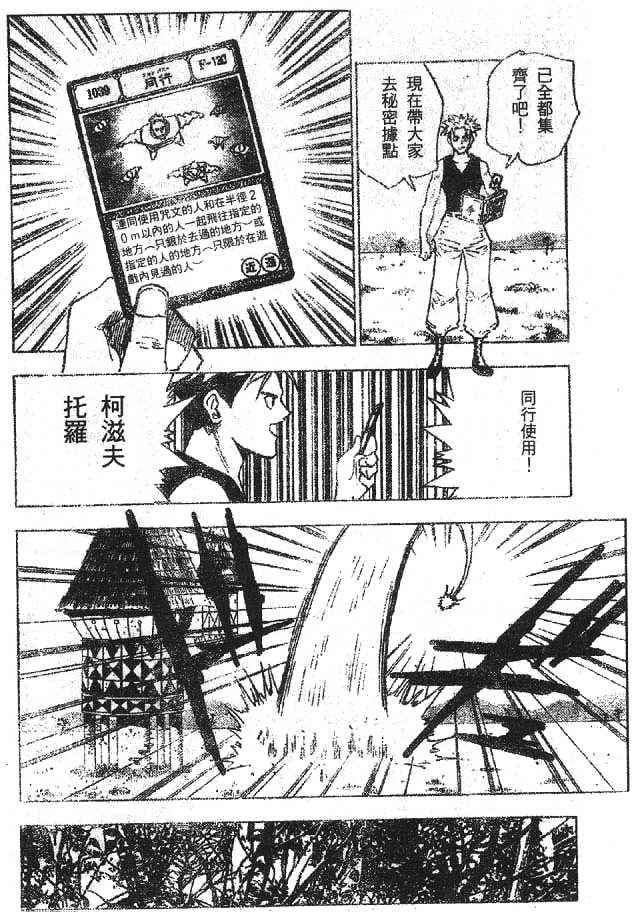 已全都集
齊了吧！
現在帶大家
去秘密據點
1039
同行
F-120
連同使用咒文的人和在半徑2
0m以內的人一起飛往指定的
地方︵只窺於去過的地方︶或
指定的人的地方︵只限於在遊
戲內見過的人︶
近
遠
同行使用！
柯滋夫
托羅